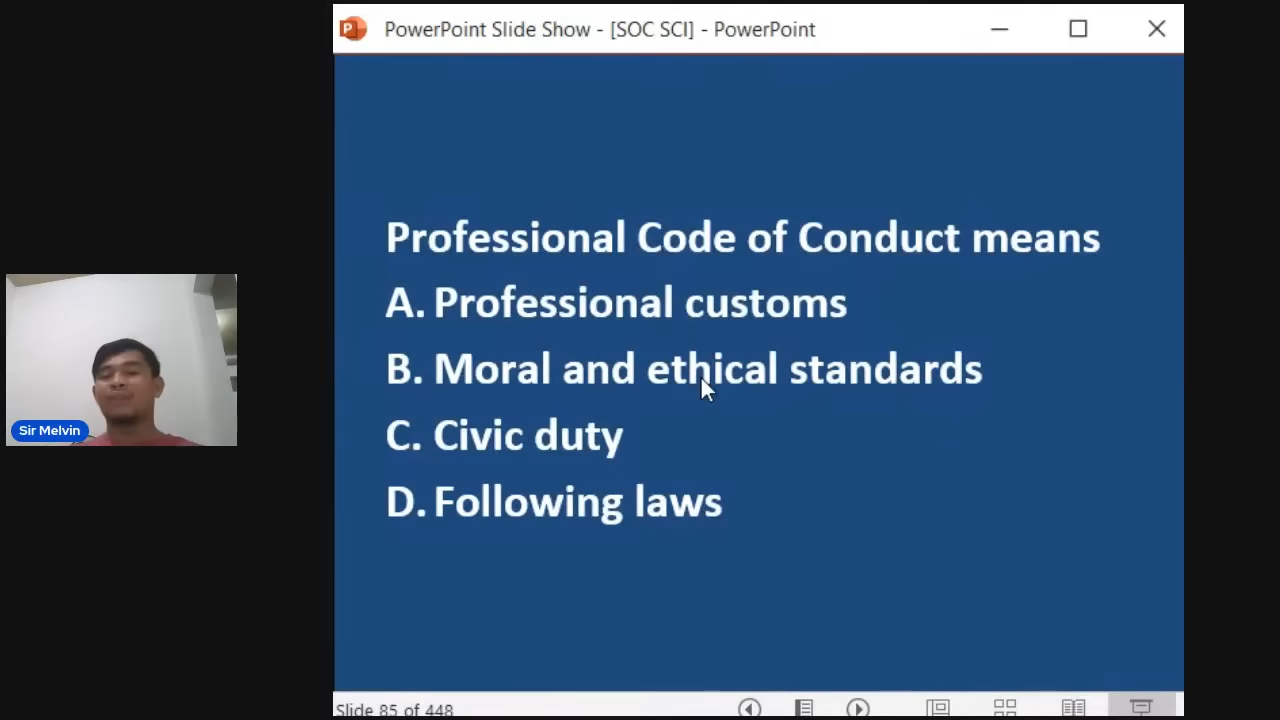 PowerPoint Slide Show - [SOC SCI] - PowerPoint
Professional Code of Conduct means
A. Professional customs
B. Moral and ethical standards
C. Civic duty
D. Following laws
Sir Melvin
Slide 85 of 448